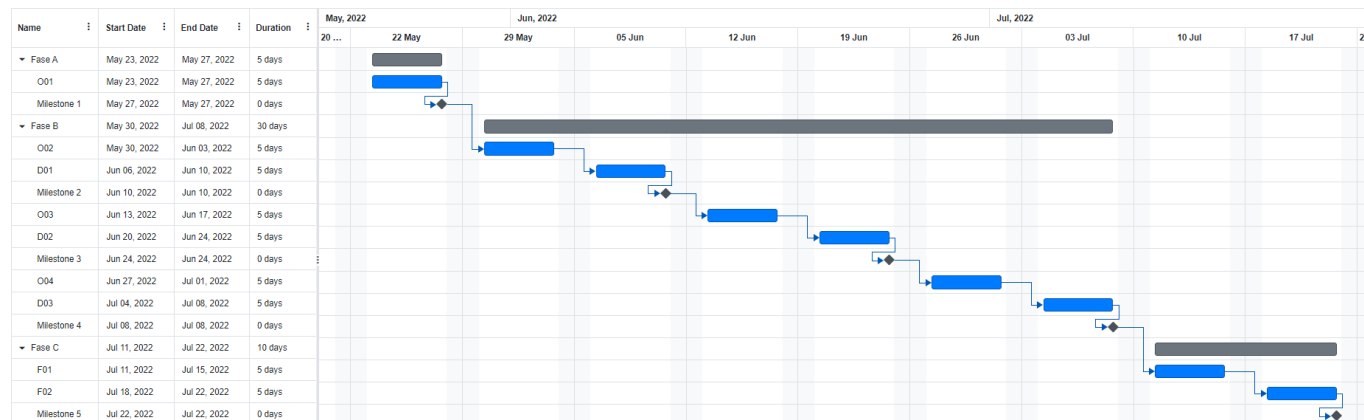 May, 2022 Jun, 2022 Jul, 2022
Name Start Date End Date Duration
20 ... 22 May 29 May 05 Jun 12 Jun 19 Jun 26 Jun 03 Jul 10 Jul 17 Jul 2
Fase A May 23, 2022 May 27, 2022 5 days
O01 May 23, 2022 May 27, 2022 5 days
Milestone 1 May 27, 2022 May 27, 2022 0 days
Fase B May 30, 2022 Jul 08, 2022 30 days
O02 May 30, 2022 Jun 03, 2022 5 days
D01 Jun 06, 2022 Jun 10, 2022 5 days
Milestone 2 Jun 10, 2022 Jun 10, 2022 0 days
O03 Jun 13, 2022 Jun 17, 2022 5 days
D02 Jun 20, 2022 Jun 24, 2022 5 days
Milestone 3 Jun 24, 2022 Jun 24, 2022 0 days
O04 Jun 27, 2022 Jul 01, 2022 5 days
D03 Jul 04, 2022 Jul 08, 2022 5 days
Milestone 4 Jul 08, 2022 Jul 08, 2022 0 days
Fase C Jul 11, 2022 Jul 22, 2022 10 days
F01 Jul 11, 2022 Jul 15, 2022 5 days
F02 Jul 18, 2022 Jul 22, 2022 5 days
Milestone 5 Jul 22, 2022 Jul 22, 2022 0 days